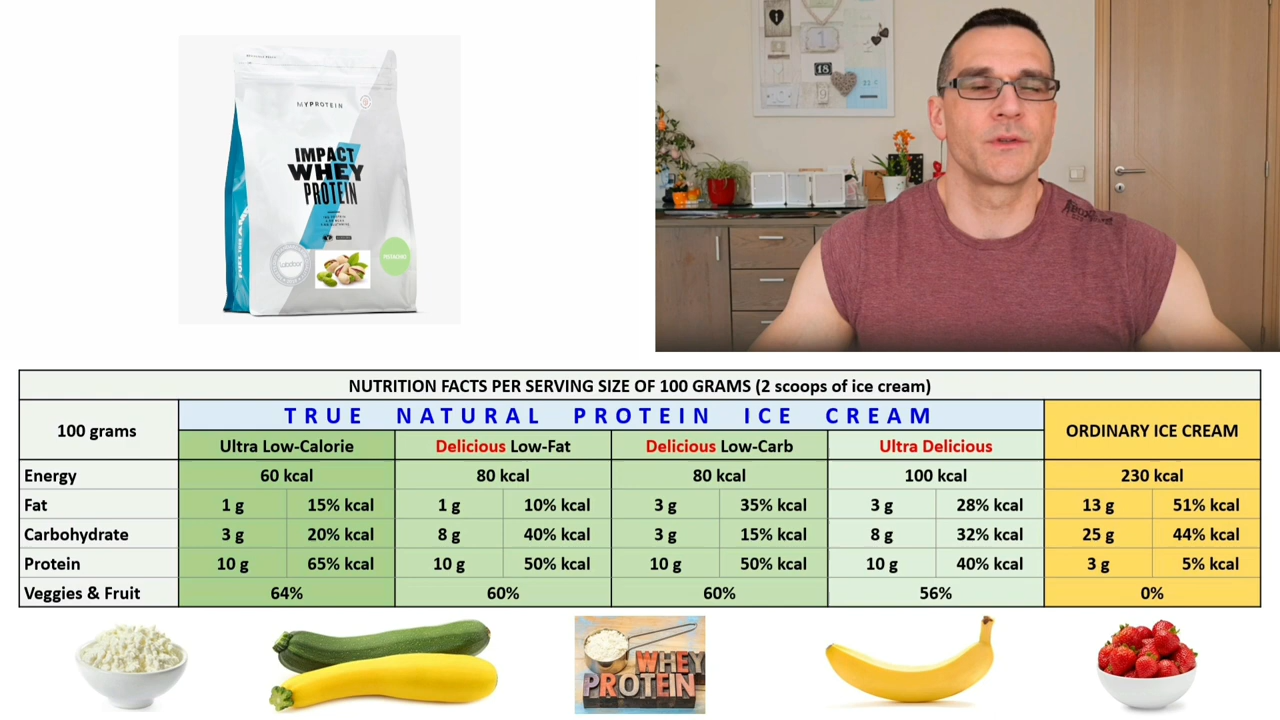 MYPROTEIN
IMPACT
WHEY
PROTEIN
labdoor
PISTACHIO
1
18
9
NUTRITION FACTS PER SERVING SIZE OF 100 GRAMS (2 scoops of ice cream)
100 grams
TRUE NATURAL PROTEIN ICE CREAM
ORDINARY ICE CREAM
Ultra Low-Calorie Delicious Low-Fat Delicious Low-Carb Ultra Delicious
Energy 60 kcal 80 kcal 80 kcal 100 kcal 230 kcal
Fat 1 g 15% kcal 1 g 10% kcal 3 g 35% kcal 3 g 28% kcal 13 g 51% kcal
Carbohydrate 3 g 20% kcal 8 g 40% kcal 3 g 15% kcal 8 g 32% kcal 25 g 44% kcal
Protein 10 g 65% kcal 10 g 50% kcal 10 g 50% kcal 10 g 40% kcal 3 g 5% kcal
Veggies & Fruit 64% 60% 60% 56% 0%
WHEY
PROTEIN